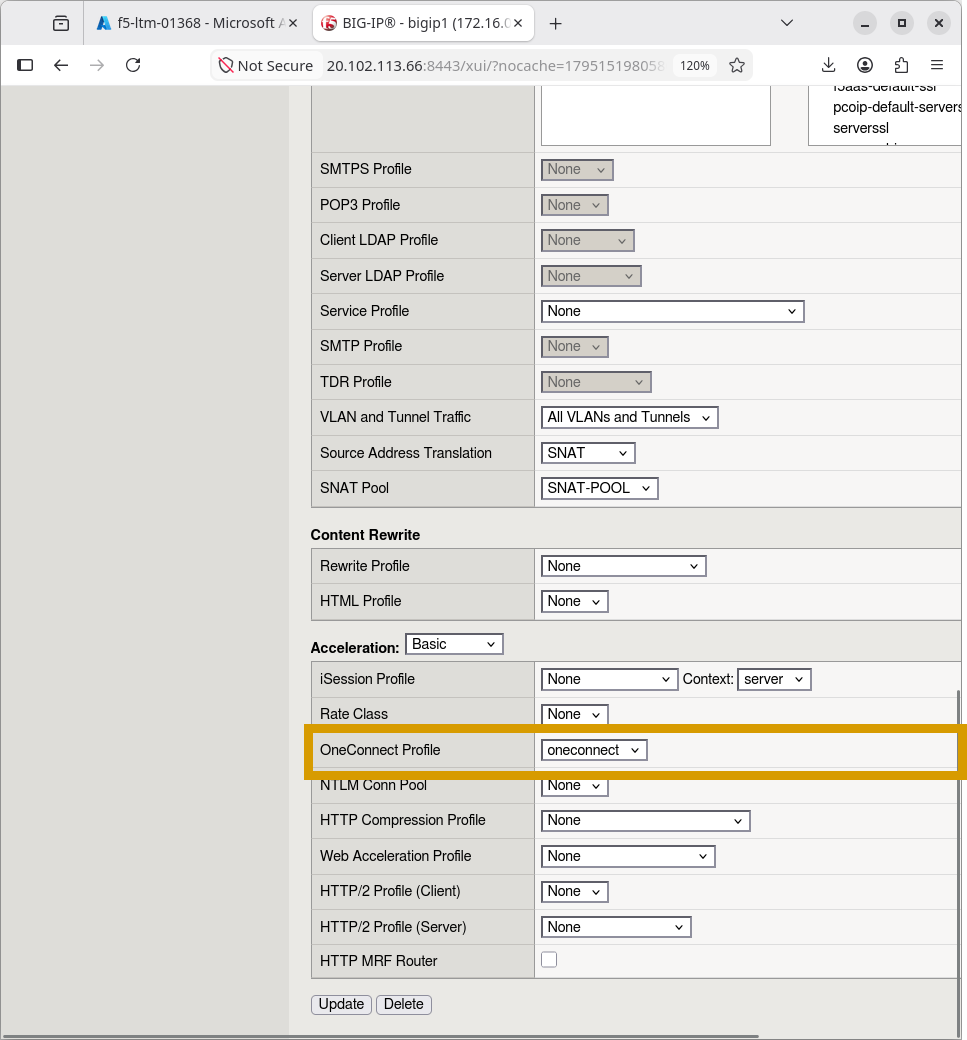 f5-ltm-01368 - Microsoft A
BIG-IP® - bigip1 (172.16.0
Not Secure 20.102.113.66:8443/xui/?nocache=179515198058 120%
f5aas-default-ssl
pcoip-default-servers
serverssl
SMTPS Profile None
POP3 Profile None
Client LDAP Profile None
Server LDAP Profile None
Service Profile None
SMTP Profile None
TDR Profile None
VLAN and Tunnel Traffic All VLANs and Tunnels
Source Address Translation SNAT
SNAT Pool SNAT-POOL
Content Rewrite
Rewrite Profile None
HTML Profile None
Acceleration: Basic
iSession Profile None Context: server
Rate Class None
OneConnect Profile oneconnect
NTLM Conn Pool None
HTTP Compression Profile None
Web Acceleration Profile None
HTTP/2 Profile (Client) None
HTTP/2 Profile (Server) None
HTTP MRF Router
Update Delete